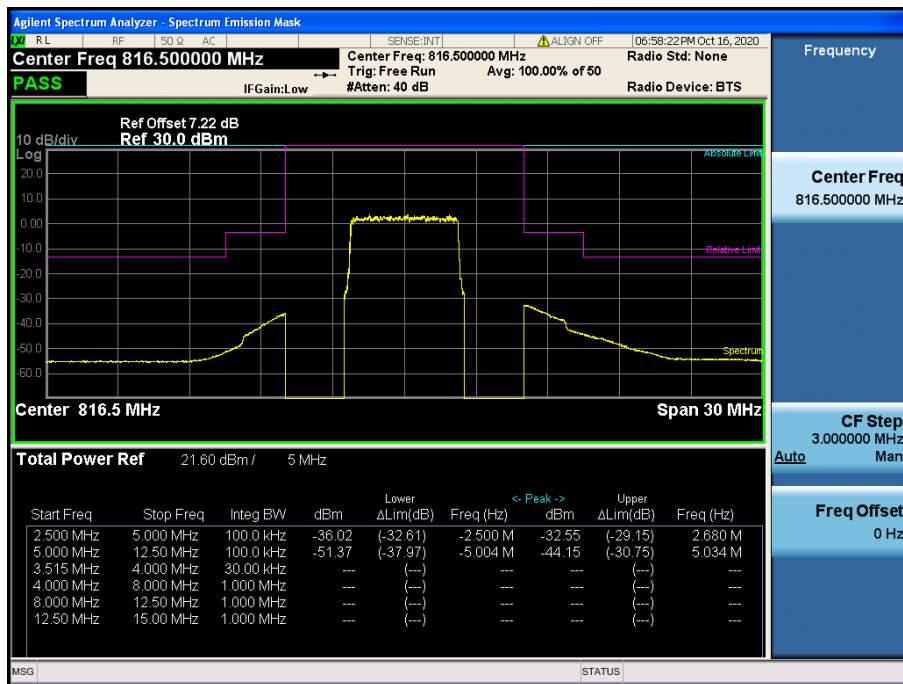 Agilent Spectrum Analyzer - Spectrum Emission Mask
LXI RL RF 50 Ω AC SENSE:INT ALIGN OFF 06:58:22 PM Oct 16, 2020
Center Freq 816.500000 MHz Center Freq: 816.500000 MHz Radio Std: None
Trig: Free Run Avg: 100.00% of 50
PASS IFGain:Low #Atten: 40 dB Radio Device: BTS
Ref Offset 7.22 dB
10 dB/div Ref 30.0 dBm
Log
Absolute Limit
20.0
10.0
0.00
-10.0
Relative Limit
-20.0
-30.0
-40.0
-50.0
Spectrum
-60.0
Center 816.5 MHz Span 30 MHz
Total Power Ref 21.60 dBm / 5 MHz
Lower <- Peak -> Upper
Start Freq Stop Freq Integ BW dBm ΔLim(dB) Freq (Hz) dBm ΔLim(dB) Freq (Hz)
2.500 MHz 5.000 MHz 100.0 kHz -36.02 (-32.61) -2.500 M -32.55 (-29.15) 2.680 M
5.000 MHz 12.50 MHz 100.0 kHz -51.37 (-37.97) -5.004 M -44.15 (-30.75) 5.034 M
3.515 MHz 4.000 MHz 30.00 kHz --- (---) --- --- (---) ---
4.000 MHz 8.000 MHz 1.000 MHz --- (---) --- --- (---) ---
8.000 MHz 12.50 MHz 1.000 MHz --- (---) --- --- (---) ---
12.50 MHz 15.00 MHz 1.000 MHz --- (---) --- --- (---) ---
MSG STATUS
Frequency
Center Freq
816.500000 MHz
CF Step
3.000000 MHz
Auto Man
Freq Offset
0 Hz